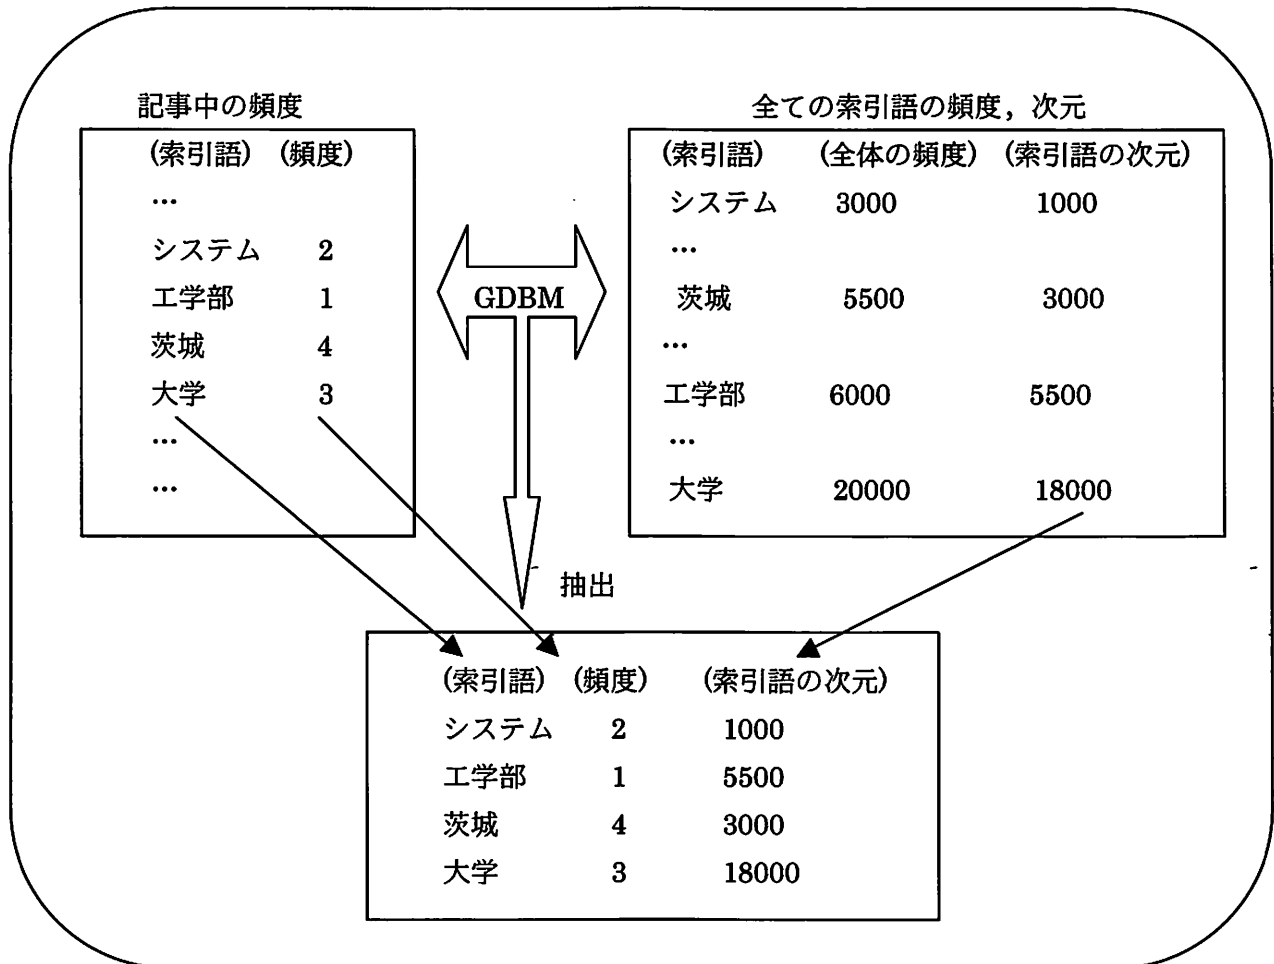 記事中の頻度
(索引語) (頻度)
…
システム 2
工学部 1
茨城 4
大学 3
…
…
GDBM
全ての索引語の頻度，次元
(索引語) (全体の頻度) (索引語の次元)
システム 3000 1000
…
茨城 5500 3000
…
工学部 6000 5500
…
大学 20000 18000
抽出
(索引語) (頻度) (索引語の次元)
システム 2 1000
工学部 1 5500
茨城 4 3000
大学 3 18000